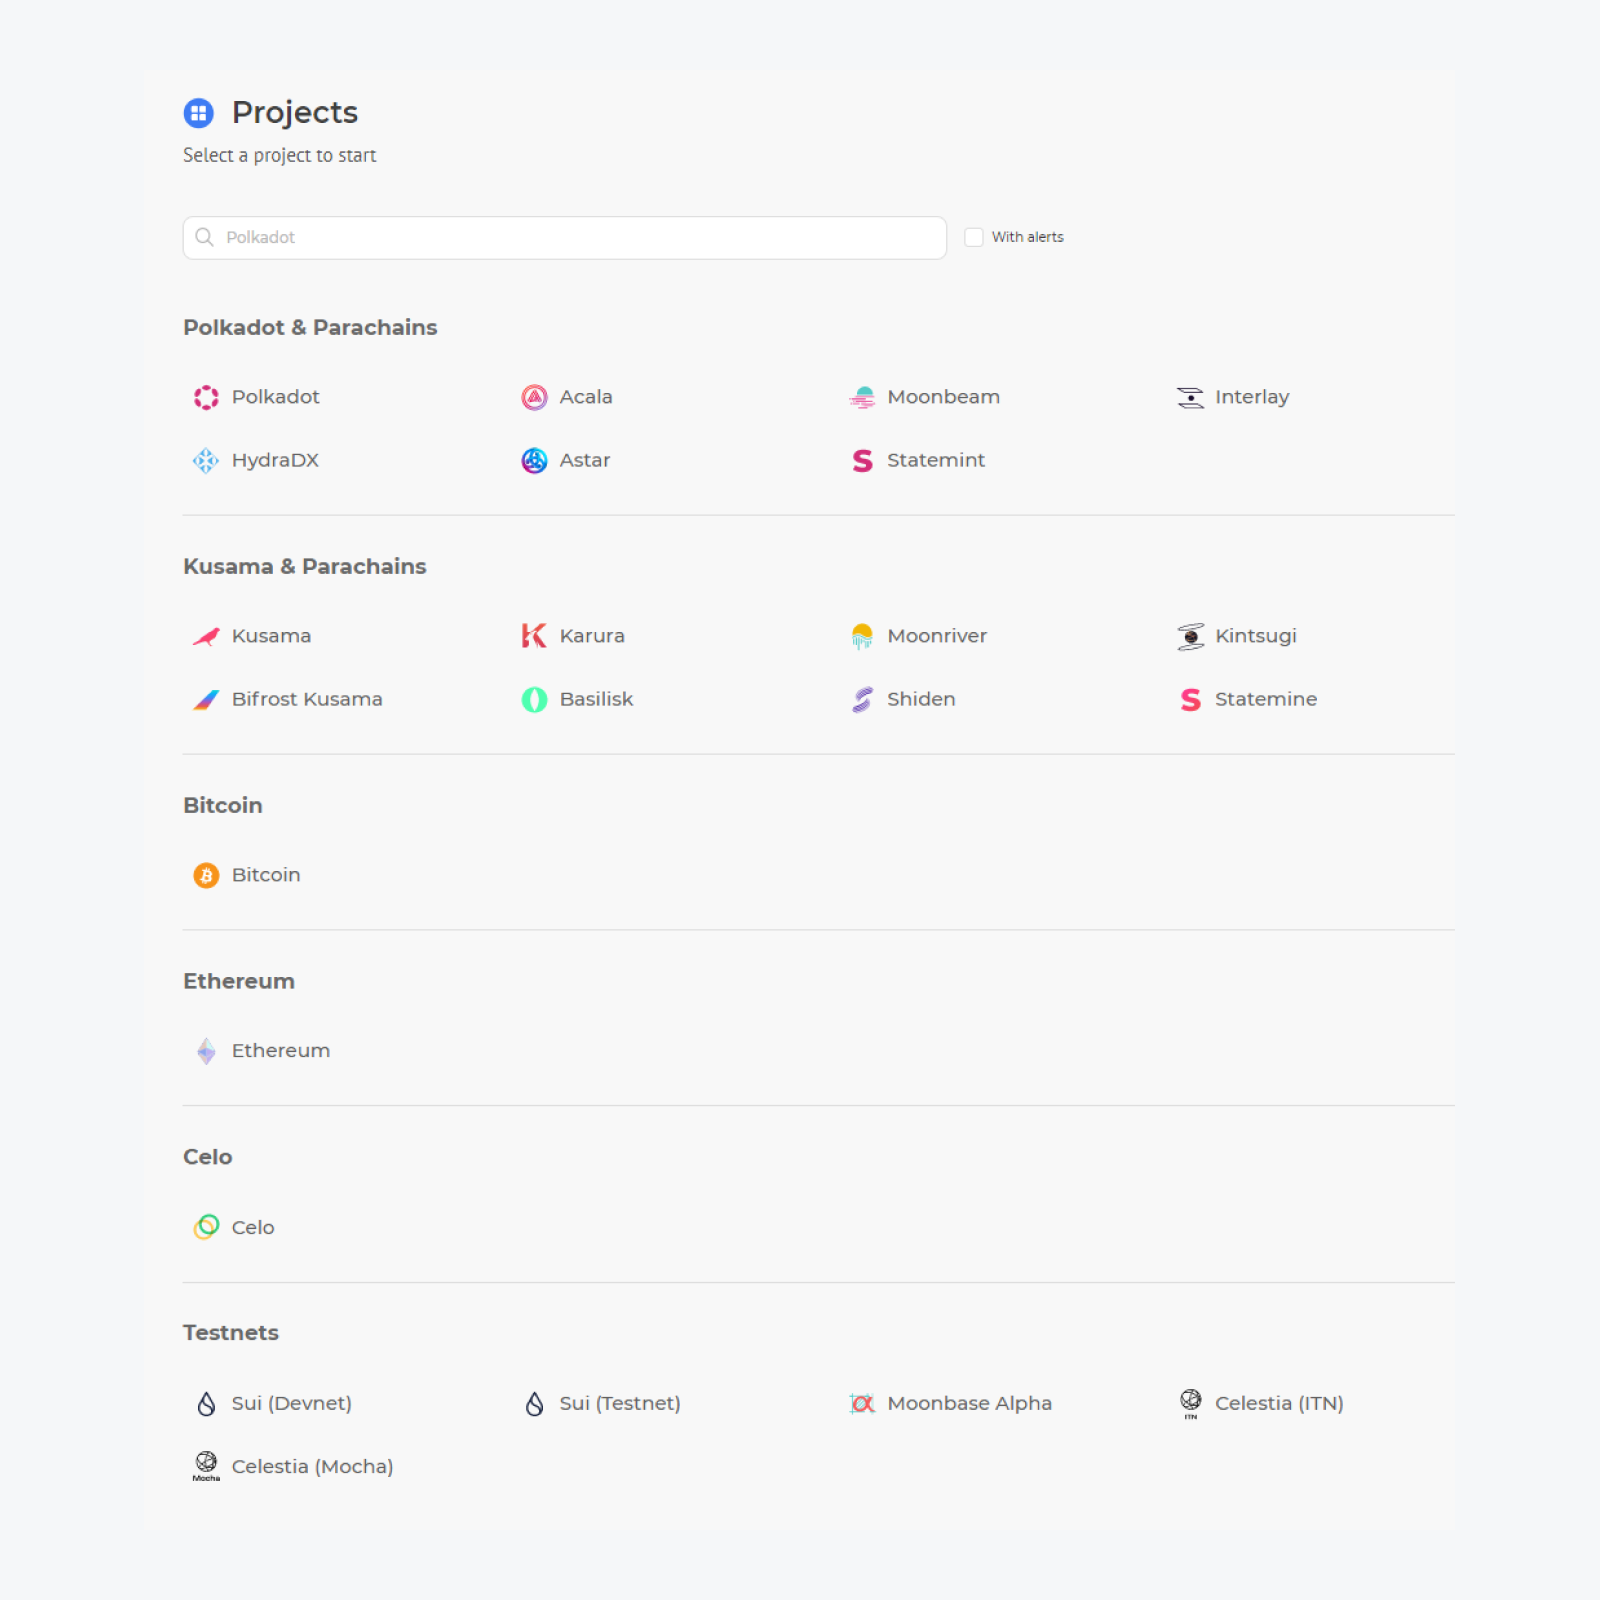 Projects
Select a project to start
Polkadot
With alerts
Polkadot & Parachains
Polkadot
Acala
Moonbeam
Interlay
HydraDX
Astar
Statemint
Kusama & Parachains
Kusama
Karura
Moonriver
Kintsugi
Bifrost Kusama
Basilisk
Shiden
Statemine
Bitcoin
Bitcoin
Ethereum
Ethereum
Celo
Celo
Testnets
Sui (Devnet)
Sui (Testnet)
Moonbase Alpha
ITN
Celestia (ITN)
Mocha
Celestia (Mocha)